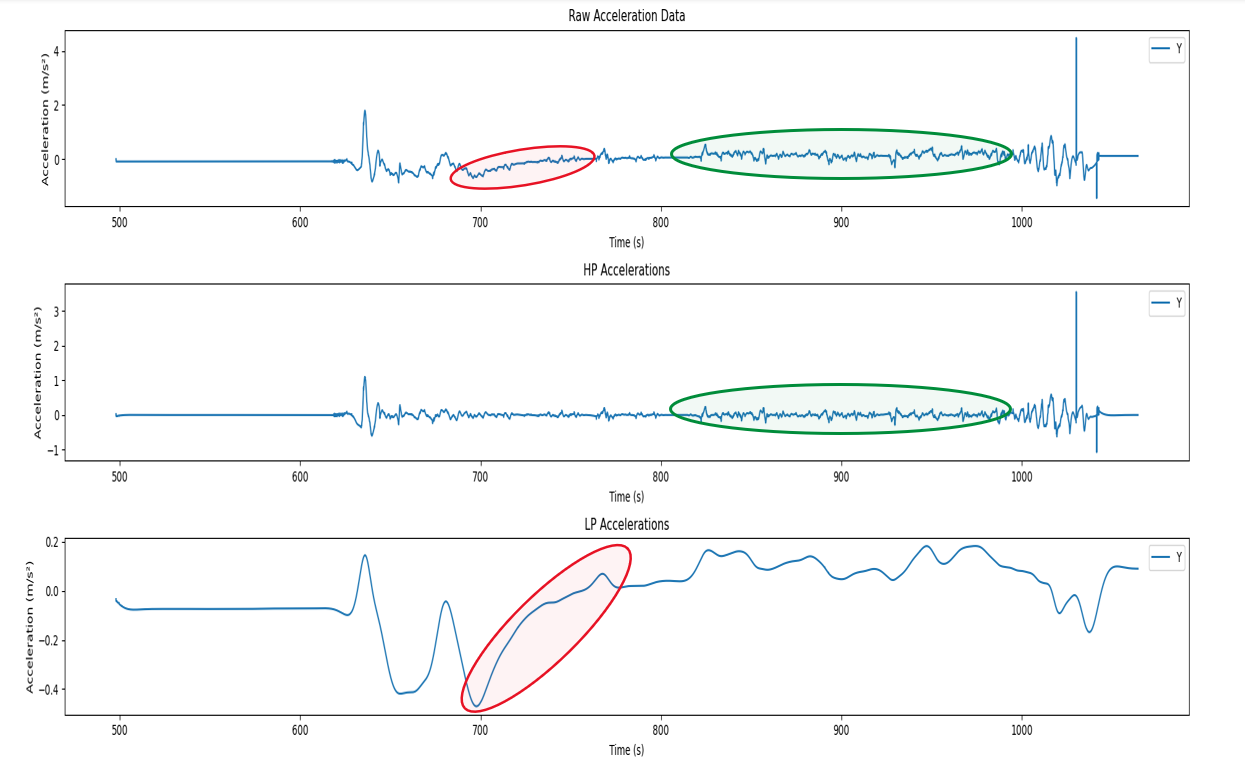 Raw Acceleration Data
Acceleration (m/s²)
4
2
0
Y
500 600 700 800 900 1000
Time (s)
HP Accelerations
Acceleration (m/s²)
3
2
1
0
−1
Y
500 600 700 800 900 1000
Time (s)
LP Accelerations
Acceleration (m/s²)
0.2
0.0
−0.2
−0.4
Y
500 600 700 800 900 1000
Time (s)